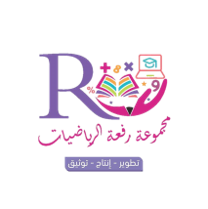 R
مجموعة رفعة الرياضيات
تطوير - إنتاج - توثيق